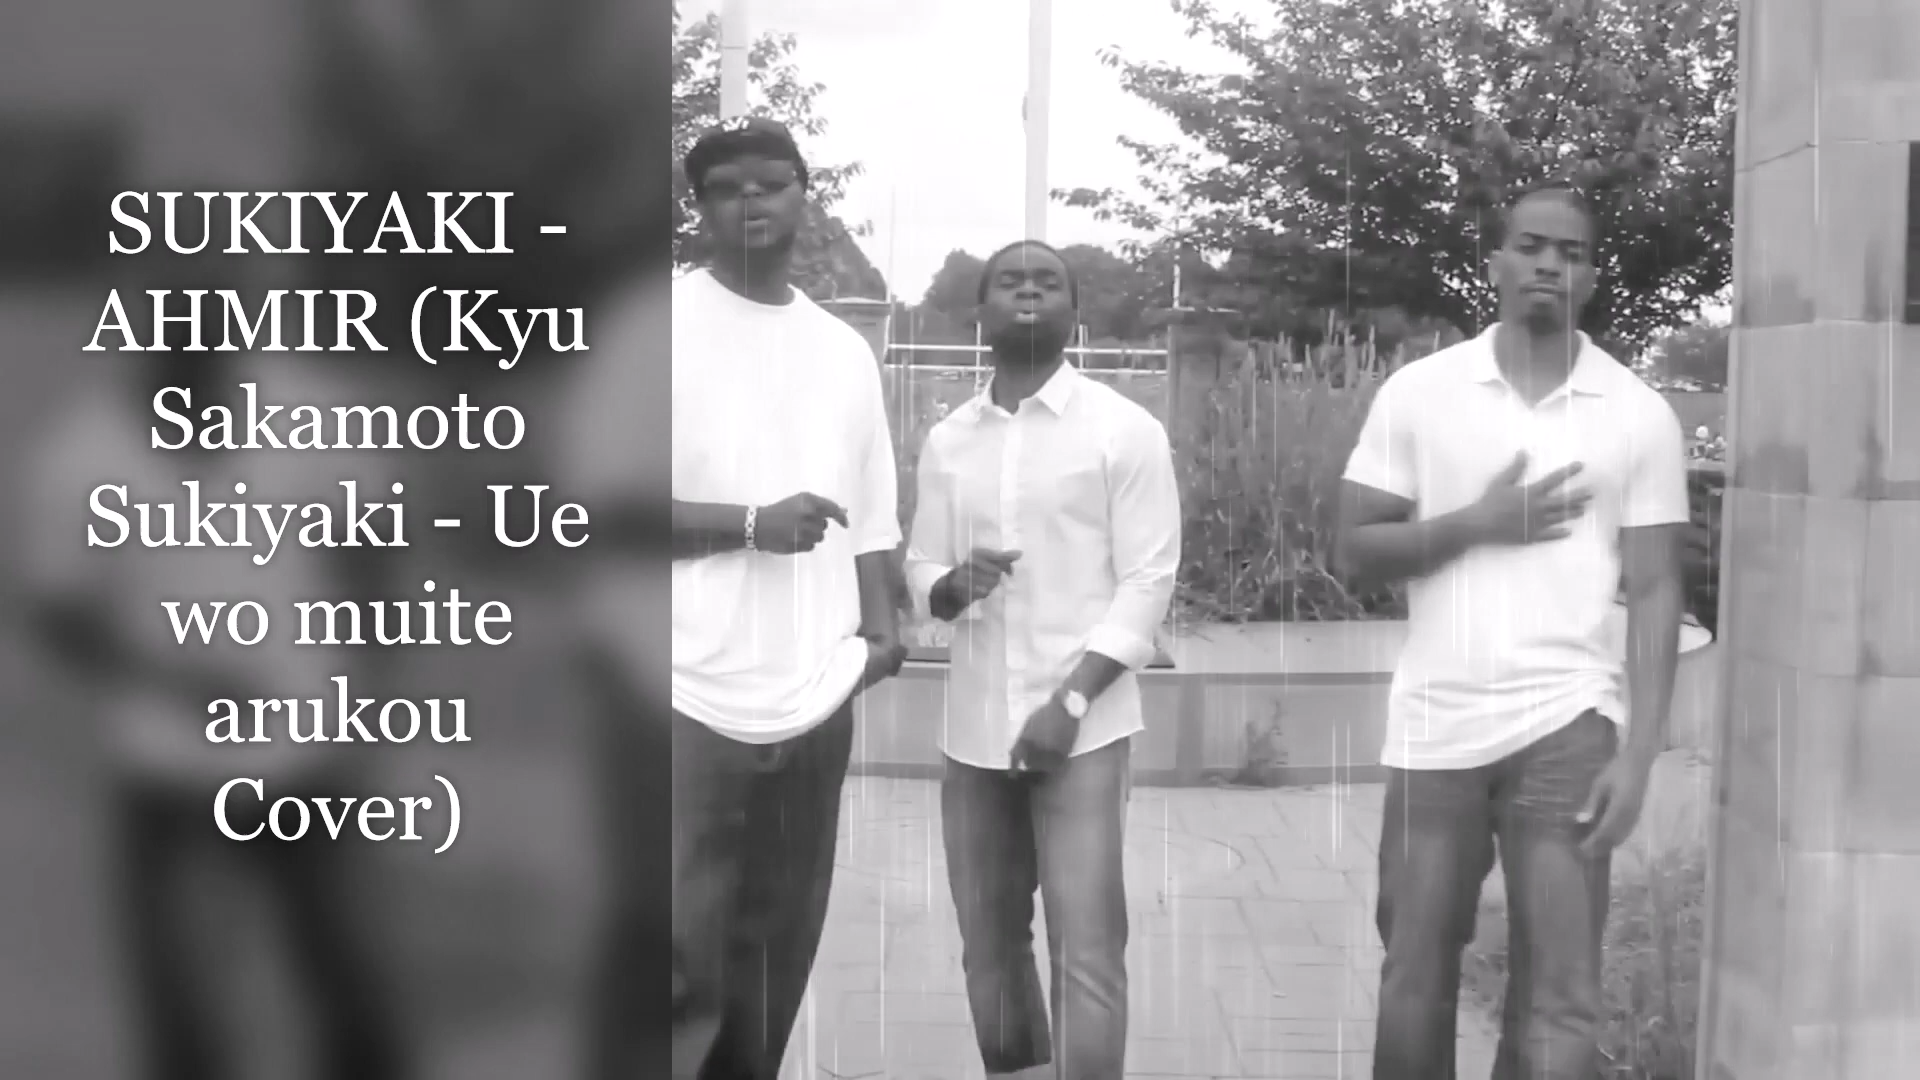 SUKIYAKI -
AHMIR (Kyu
Sakamoto
Sukiyaki - Ue
wo muite
arukou
Cover)